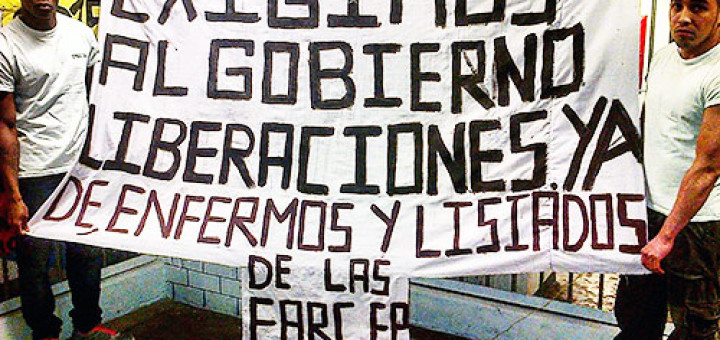 EXIGIMOS
AL GOBIERNO
LIBERACIONES. YA
DE ENFERMOS Y LISIADOS
DE LAS
FARC EP